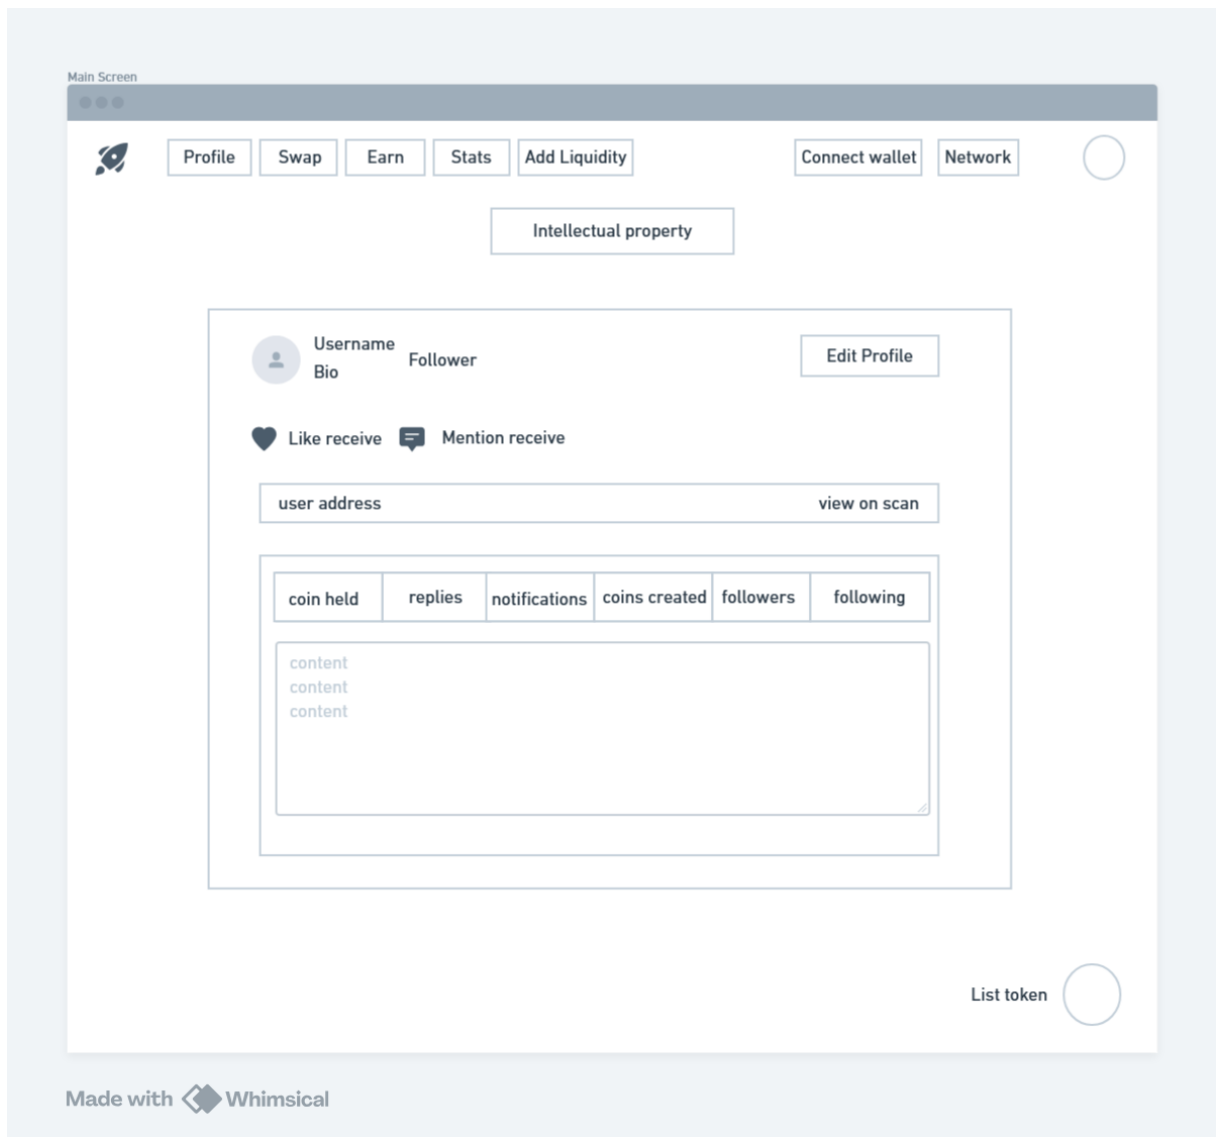 Main Screen
Profile Swap Earn Stats Add Liquidity Connect wallet Network
Intellectual property
Username
Bio
Follower
Edit Profile
Like receive Mention receive
user address view on scan
coin held replies notifications coins created followers following
content
content
content
List token
Made with Whimsical